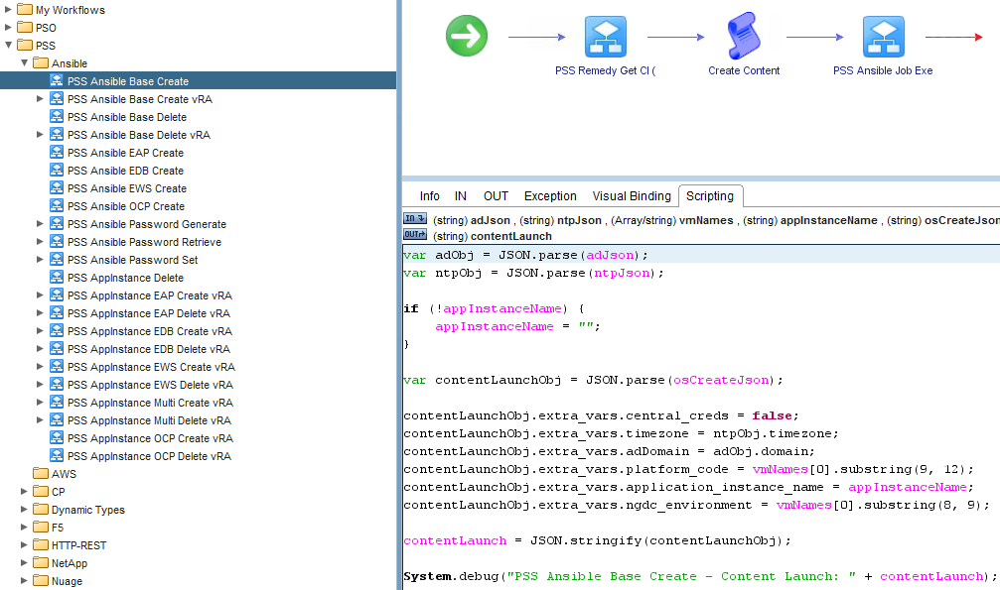 My Workflows
PSO
PSS
Ansible
PSS Ansible Base Create
PSS Ansible Base Create vRA
PSS Ansible Base Delete
PSS Ansible Base Delete vRA
PSS Ansible EAP Create
PSS Ansible EDB Create
PSS Ansible EWS Create
PSS Ansible OCP Create
PSS Ansible Password Generate
PSS Ansible Password Retrieve
PSS Ansible Password Set
PSS AppInstance Delete
PSS AppInstance EAP Create vRA
PSS AppInstance EAP Delete vRA
PSS AppInstance EDB Create vRA
PSS AppInstance EDB Delete vRA
PSS AppInstance EWS Create vRA
PSS AppInstance EWS Delete vRA
PSS AppInstance Multi Create vRA
PSS AppInstance Multi Delete vRA
PSS AppInstance OCP Create vRA
PSS AppInstance OCP Delete vRA
AWS
CP
Dynamic Types
F5
HTTP-REST
NetApp
Nuage
PSS Remedy Get CI (
Create Content
PSS Ansible Job Exe
Info IN OUT Exception Visual Binding Scripting
IN (string) adJson , (string) ntpJson , (Array/string) vmNames , (string) appInstanceName , (string) osCreateJson
OUT (string) contentLaunch
var adObj = JSON.parse(adJson);
var ntpObj = JSON.parse(ntpJson);
if (!appInstanceName) {
appInstanceName = "";
}
var contentLaunchObj = JSON.parse(osCreateJson);
contentLaunchObj.extra_vars.central_creds = false;
contentLaunchObj.extra_vars.timezone = ntpObj.timezone;
contentLaunchObj.extra_vars.adDomain = adObj.domain;
contentLaunchObj.extra_vars.platform_code = vmNames[0].substring(9, 12);
contentLaunchObj.extra_vars.application_instance_name = appInstanceName;
contentLaunchObj.extra_vars.ngdc_environment = vmNames[0].substring(8, 9);
contentLaunch = JSON.stringify(contentLaunchObj);
System.debug("PSS Ansible Base Create - Content Launch: " + contentLaunch);